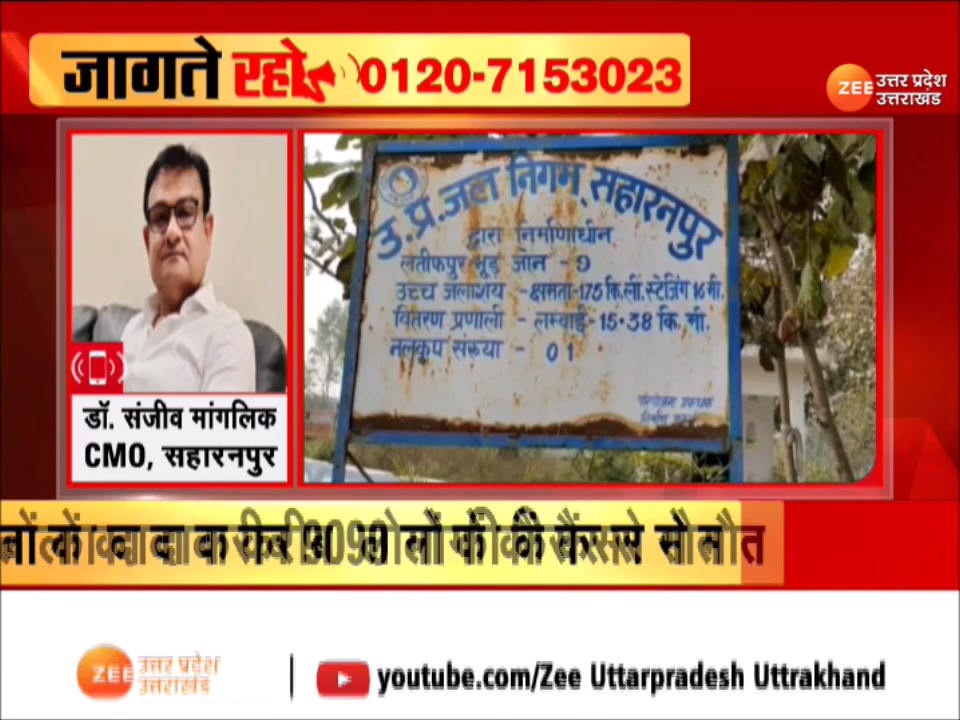 जागते रहो 0120-7153023
ZEE उत्तर प्रदेश
उत्तराखंड
उ.प्र. जल निगम, सहारनपुर
द्वारा निर्माणाधीन
लतीफपुर भूड़ जोन - 9
उच्च जलाशय - क्षमता-175 कि.ली. स्टेजिंग 16 मी.
वितरण प्रणाली - लम्बाई-15.38 कि.मी.
नलकूप संख्या - 01
डॉ. संजीव मांगलिक
CMO, सहारनपुर
ZEE उत्तर प्रदेश
उत्तराखंड
youtube.com/Zee Uttarpradesh Uttrakhand